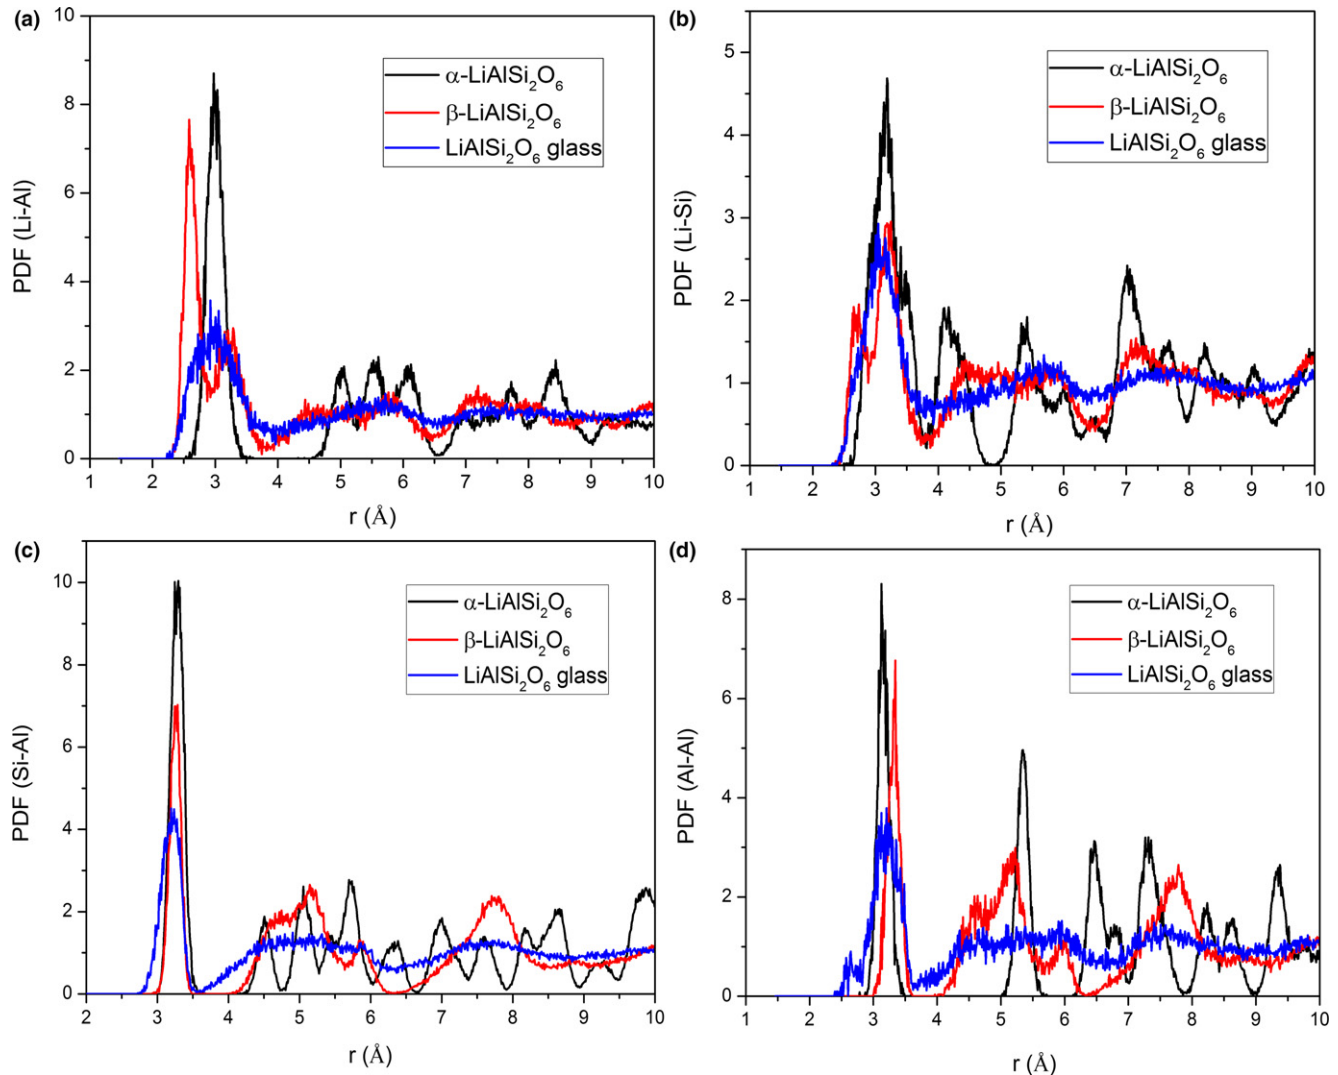 (a)
10
8
6
4
2
0
PDF (Li-Al)
α-LiAlSi₂O₆
β-LiAlSi₂O₆
LiAlSi₂O₆ glass
1 2 3 4 5 6 7 8 9 10
r (Å)
(b)
5
4
3
2
1
0
PDF (Li-Si)
α-LiAlSi₂O₆
β-LiAlSi₂O₆
LiAlSi₂O₆ glass
1 2 3 4 5 6 7 8 9 10
r (Å)
(c)
10
8
6
4
2
0
PDF (Si-Al)
α-LiAlSi₂O₆
β-LiAlSi₂O₆
LiAlSi₂O₆ glass
2 3 4 5 6 7 8 9 10
r (Å)
(d)
8
6
4
2
0
PDF (Al-Al)
α-LiAlSi₂O₆
β-LiAlSi₂O₆
LiAlSi₂O₆ glass
1 2 3 4 5 6 7 8 9 10
r (Å)